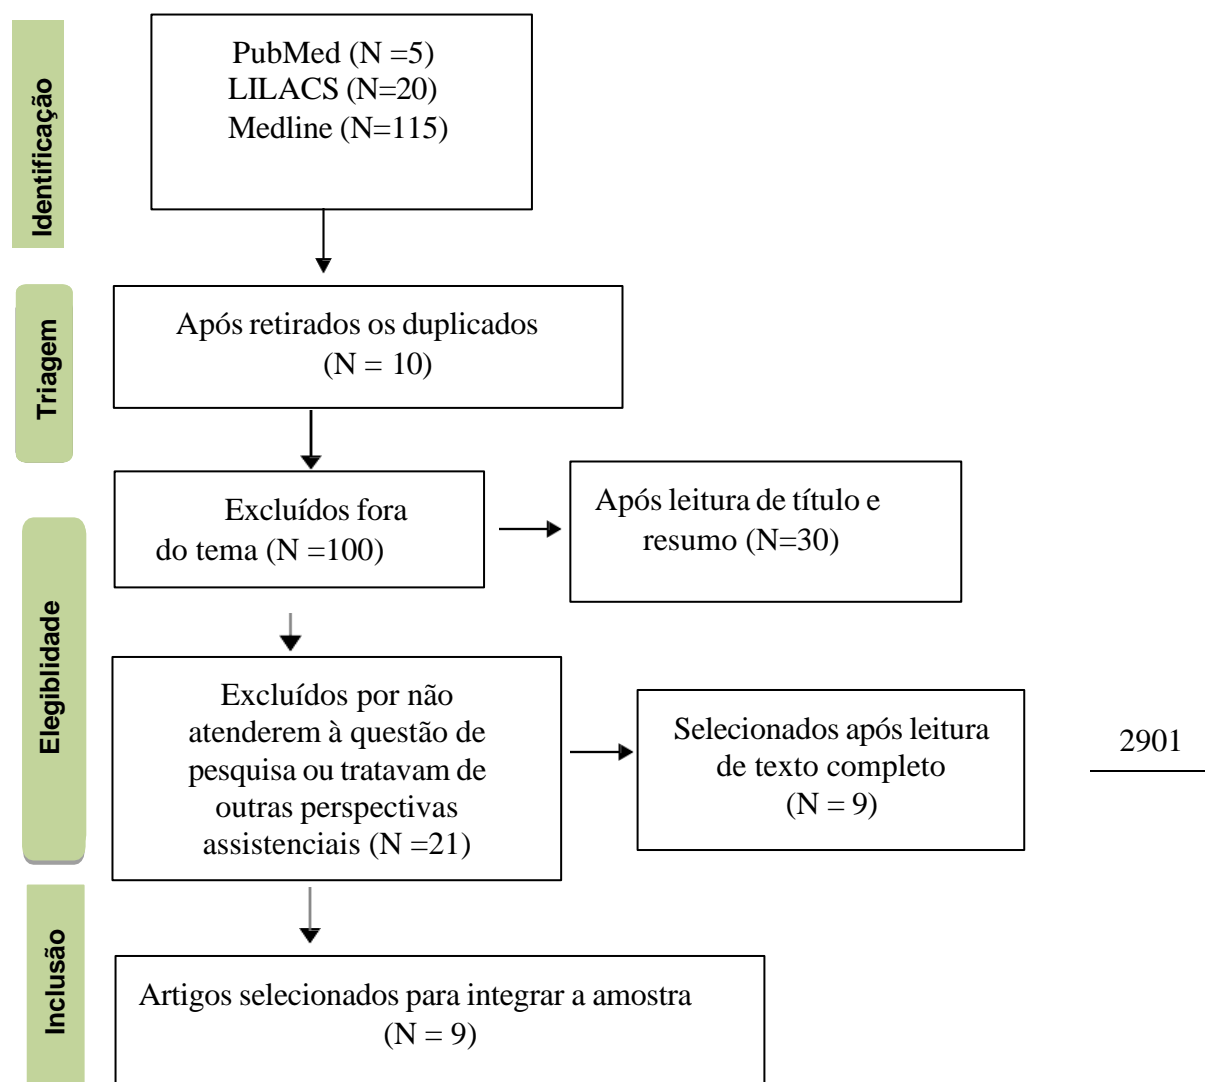 Identificação
PubMed (N =5)
LILACS (N=20)
Medline (N=115)
Triagem
Após retirados os duplicados
(N = 10)
Elegiblidade
Excluídos fora
do tema (N =100)
Após leitura de título e
resumo (N=30)
Excluídos por não
atenderem à questão de
pesquisa ou tratavam de
outras perspectivas
assistenciais (N =21)
Selecionados após leitura
de texto completo
(N = 9)
2901
Inclusão
Artigos selecionados para integrar a amostra
(N = 9)